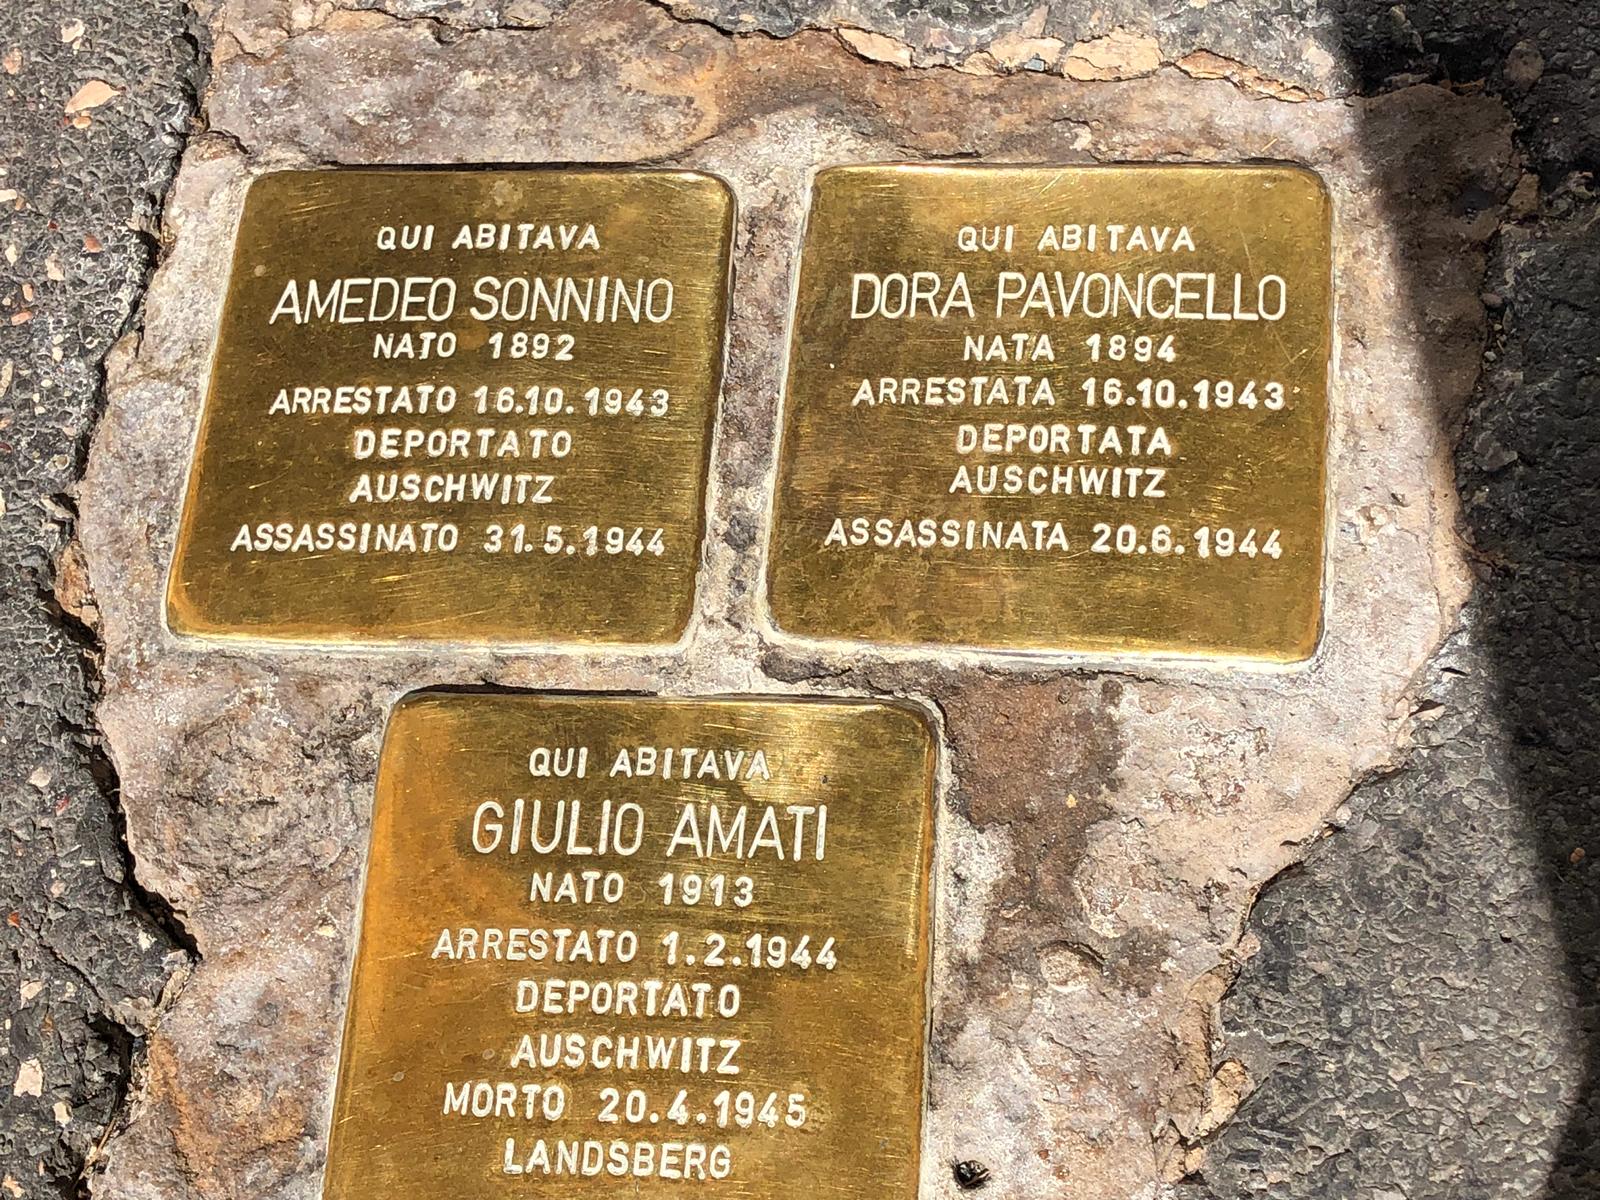 QUI ABITAVA
AMEDEO SONNINO
NATO 1892
ARRESTATO 16.10.1943
DEPORTATO
AUSCHWITZ
ASSASSINATO 31.5.1944
QUI ABITAVA
DORA PAVONCELLO
NATA 1894
ARRESTATA 16.10.1943
DEPORTATA
AUSCHWITZ
ASSASSINATA 20.6.1944
QUI ABITAVA
GIULIO AMATI
NATO 1913
ARRESTATO 1.2.1944
DEPORTATO
AUSCHWITZ
MORTO 20.4.1945
LANDSBERG